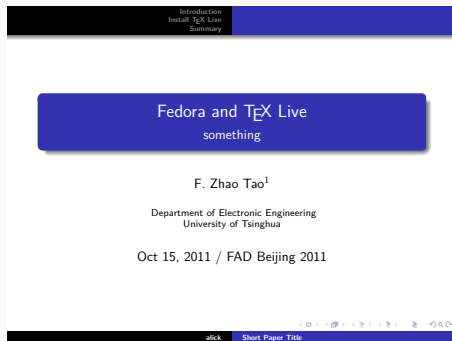 Introduction
Install TEX Live
Summary
Fedora and TEX Live
something
F. Zhao Tao1
Department of Electronic Engineering
University of Tsinghua
Oct 15, 2011 / FAD Beijing 2011
alick Short Paper Title